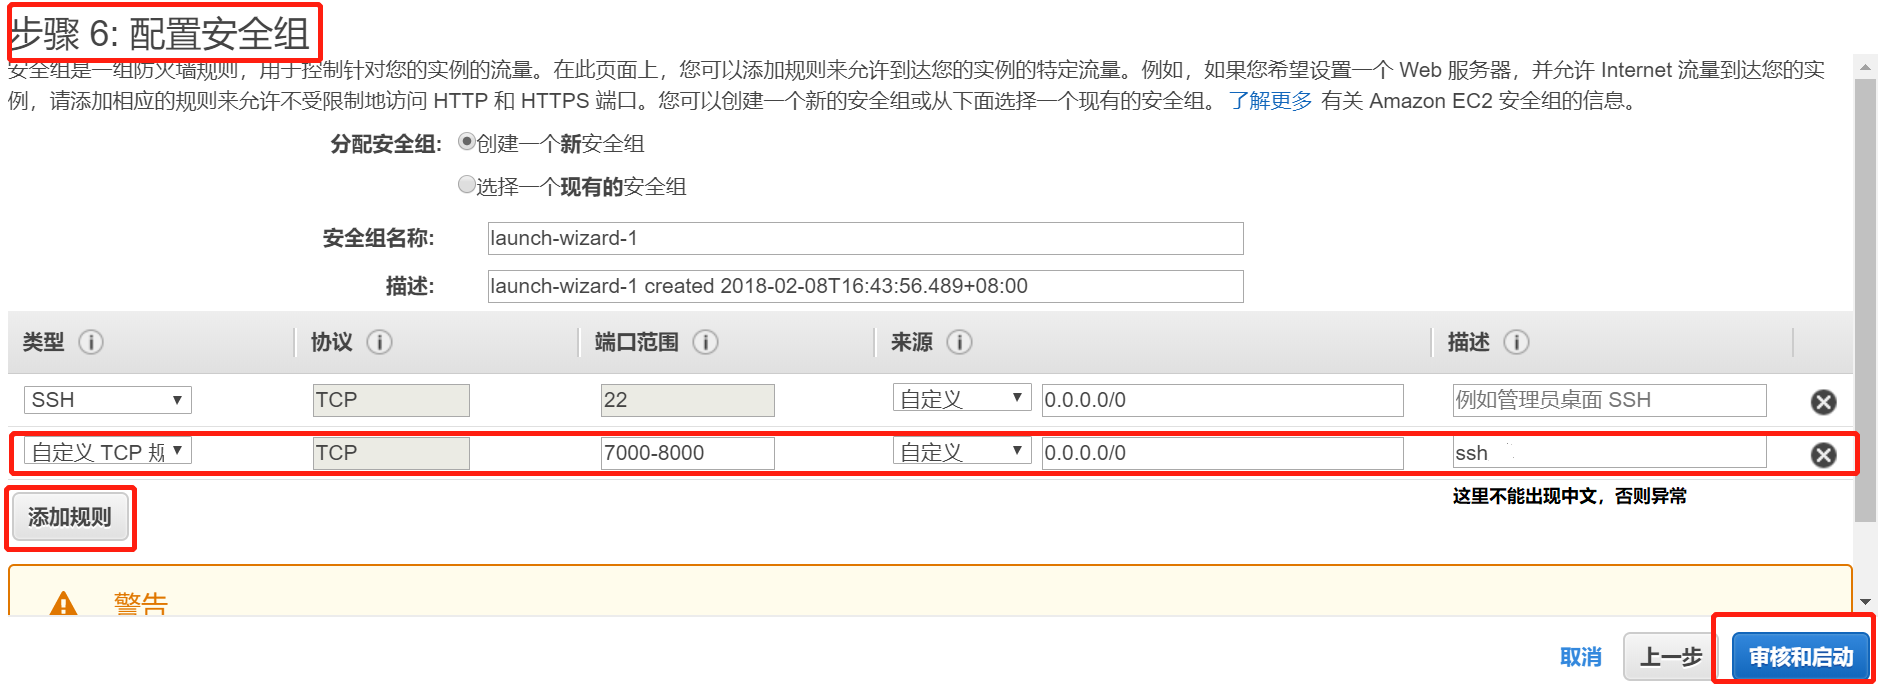 步骤 6: 配置安全组
安全组是一组防火墙规则，用于控制针对您的实例的流量。在此页面上，您可以添加规则来允许到达您的实例的特定流量。例如，如果您希望设置一个 Web 服务器，并允许 Internet 流量到达您的实
例，请添加相应的规则来允许不受限制地访问 HTTP 和 HTTPS 端口。您可以创建一个新的安全组或从下面选择一个现有的安全组。 了解更多 有关 Amazon EC2 安全组的信息。
分配安全组: 创建一个新安全组
选择一个现有的安全组
安全组名称: launch-wizard-1
描述: launch-wizard-1 created 2018-02-08T16:43:56.489+08:00
类型 协议 端口范围 来源 描述
SSH TCP 22 自定义 0.0.0.0/0 例如管理员桌面 SSH
自定义 TCP 规 TCP 7000-8000 自定义 0.0.0.0/0 ssh
这里不能出现中文，否则异常
添加规则
警告
取消 上一步 审核和启动